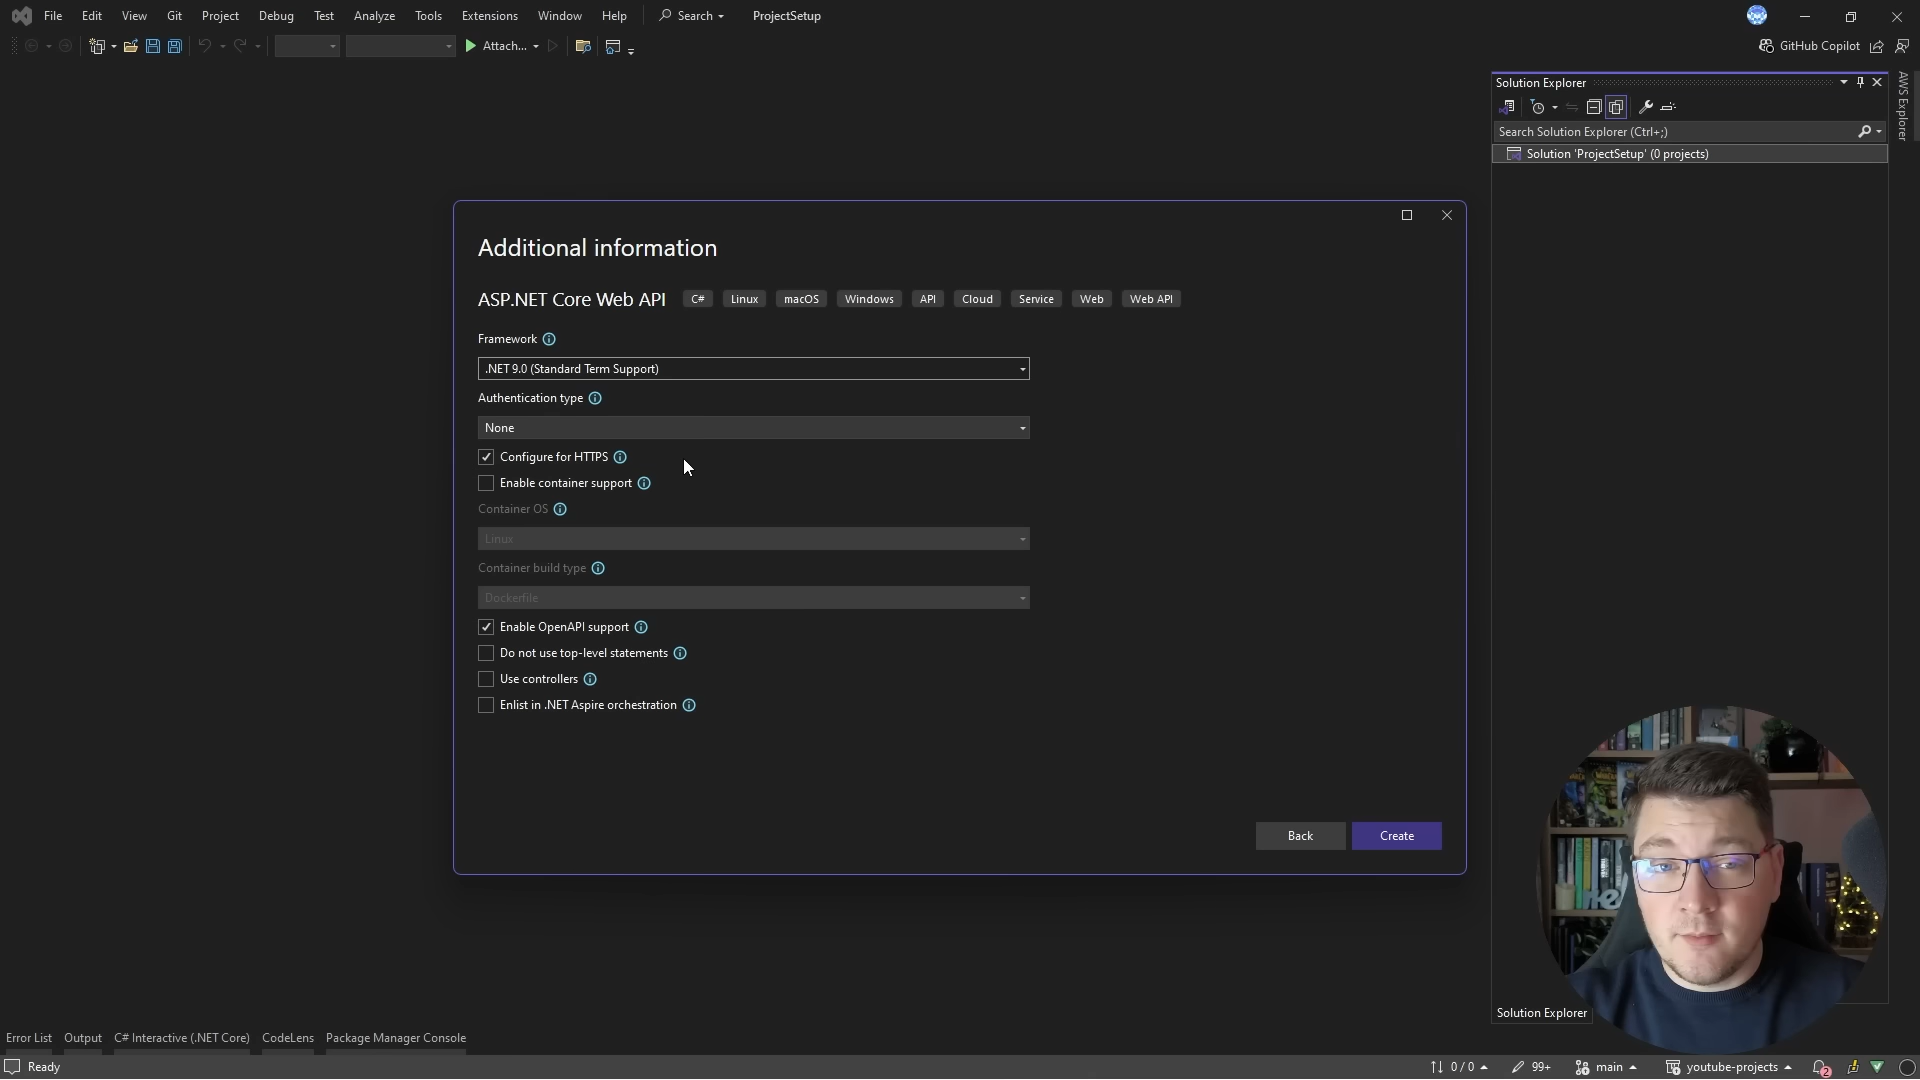 File Edit View Git Project Debug Test Analyze Tools Extensions Window Help Search ProjectSetup
Attach... GitHub Copilot
Solution Explorer
AWS Explorer
Search Solution Explorer (Ctrl+;)
Solution 'ProjectSetup' (0 projects)
Additional information
ASP.NET Core Web API C# Linux macOS Windows API Cloud Service Web Web API
Framework
.NET 9.0 (Standard Term Support)
Authentication type
None
Configure for HTTPS
Enable container support
Container OS
Linux
Container build type
Dockerfile
Enable OpenAPI support
Do not use top-level statements
Use controllers
Enlist in .NET Aspire orchestration
Back Create
Solution Explorer
Error List Output C# Interactive (.NET Core) CodeLens Package Manager Console
Ready 0 / 0 99+ main youtube-projects 2